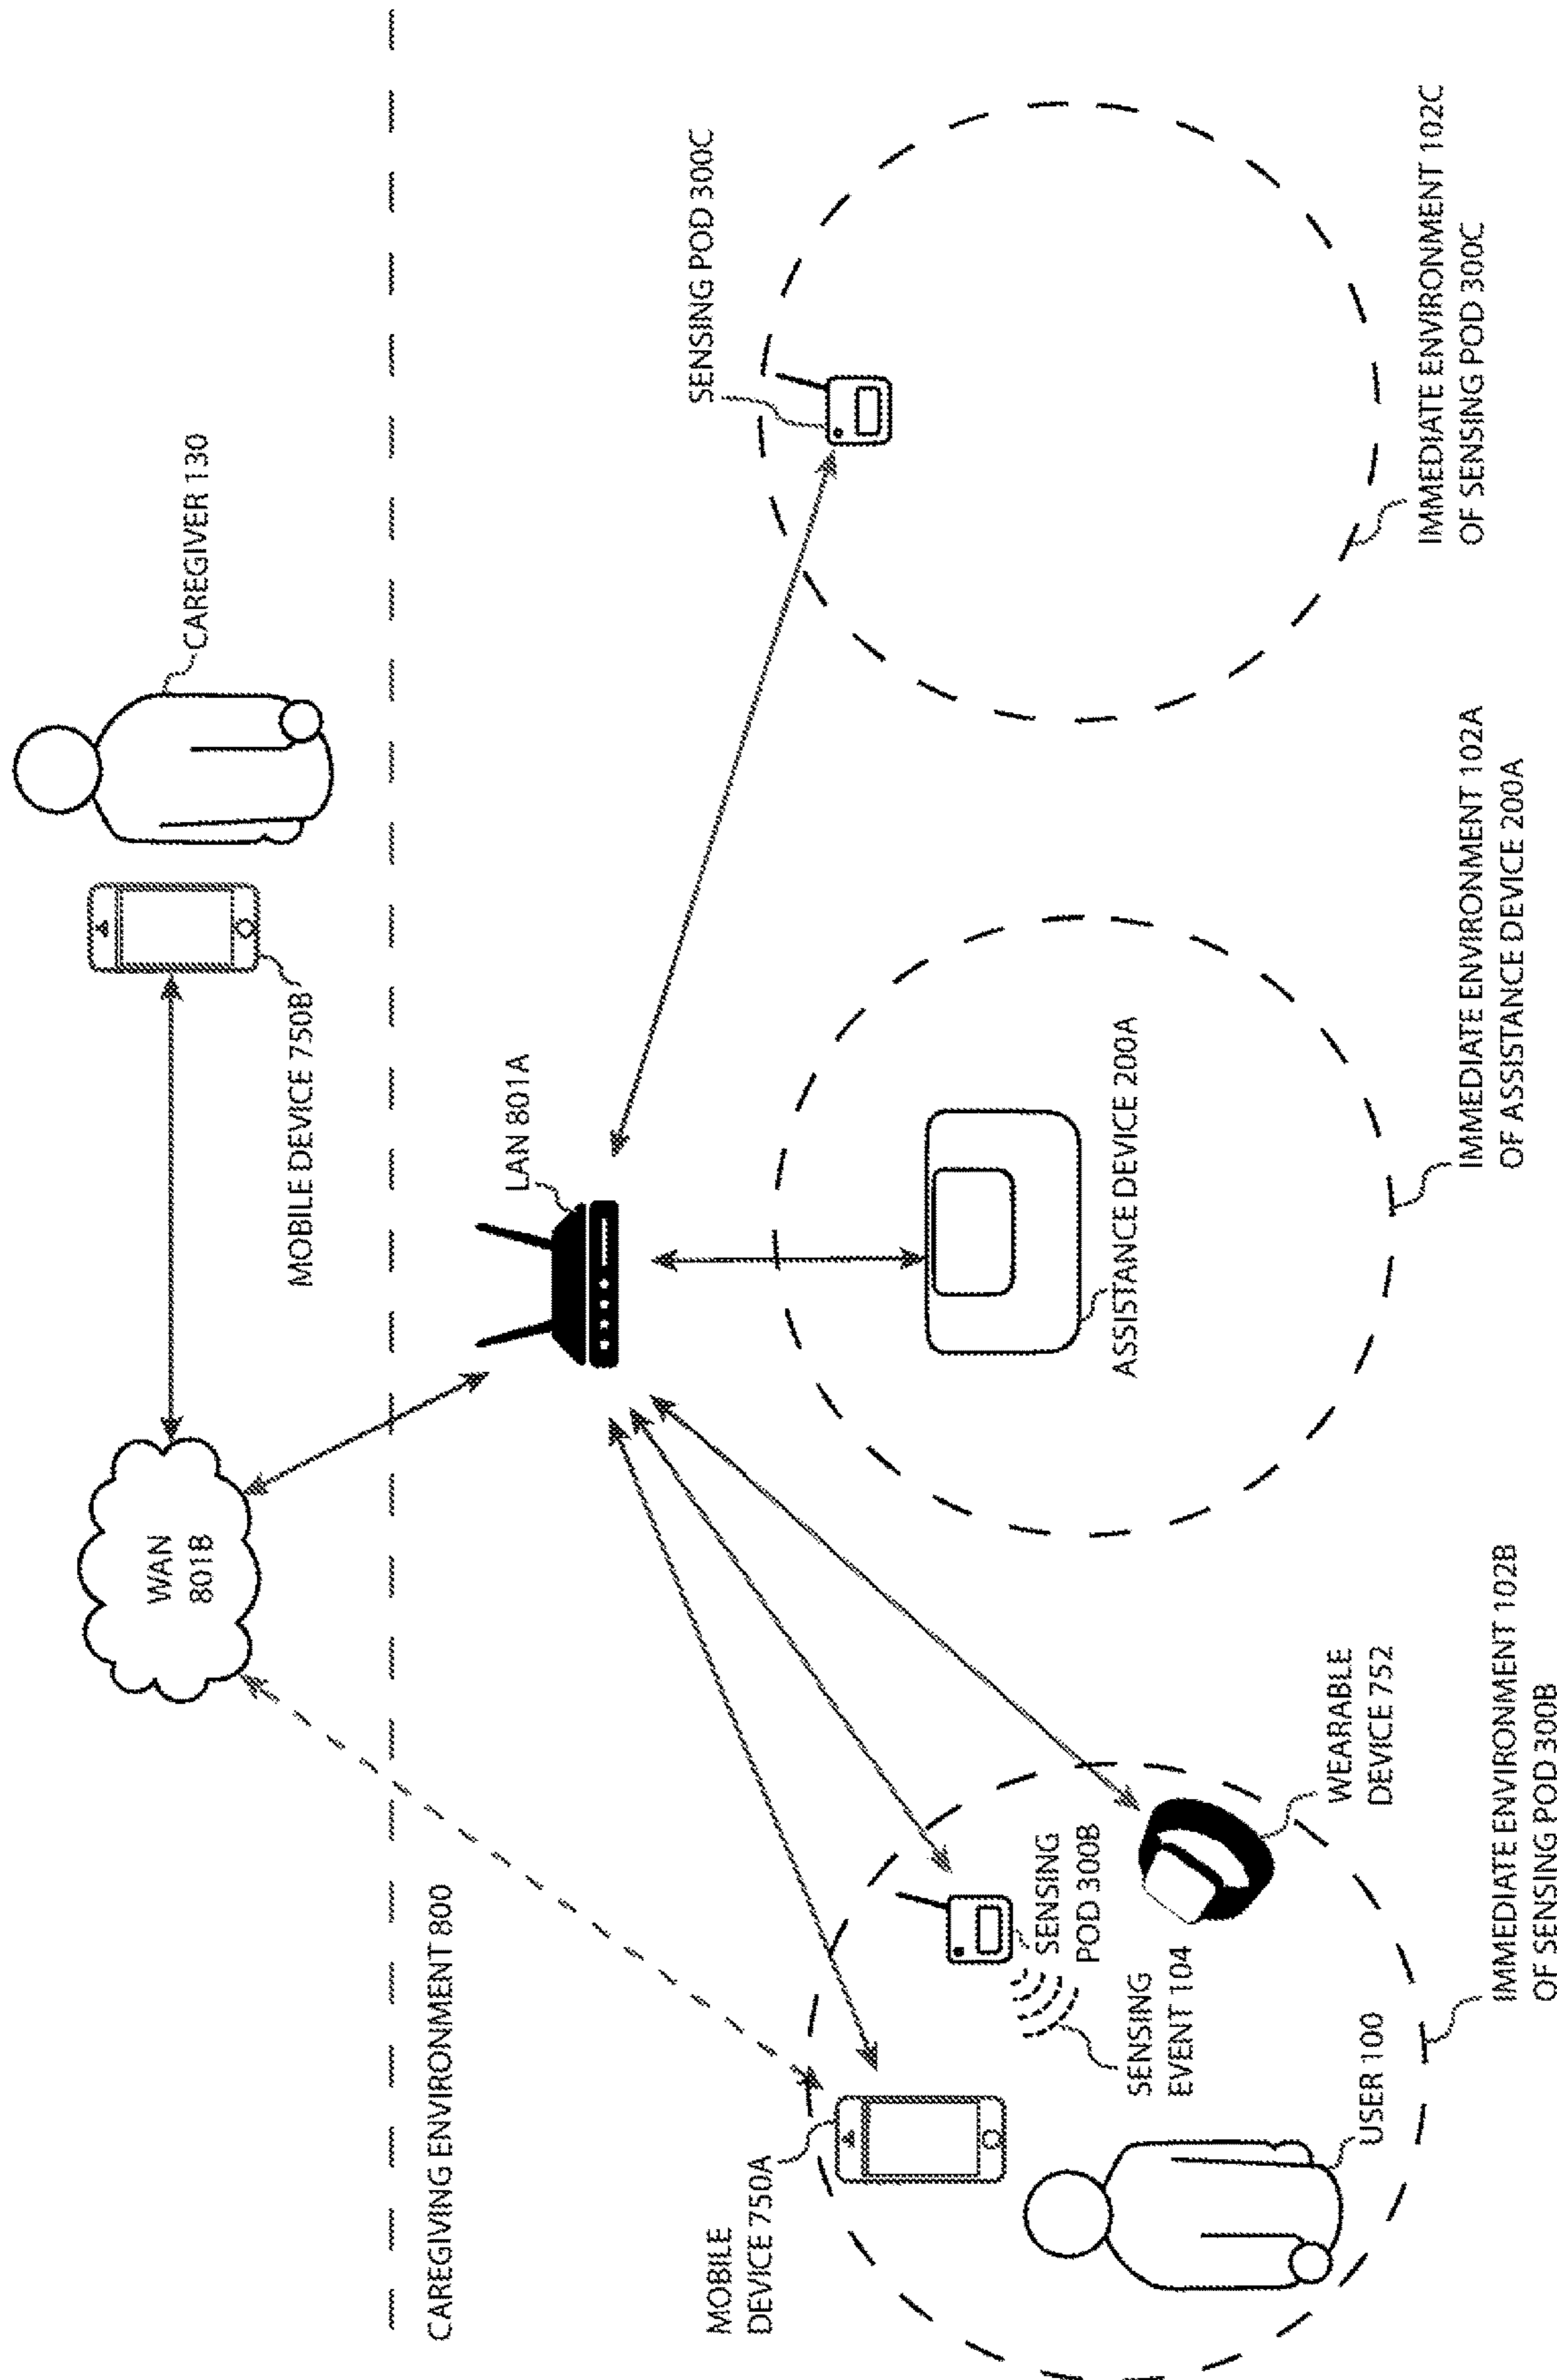 CAREGIVER 130
WAN
801B
MOBILE DEVICE 750B
CAREGIVING ENVIRONMENT 800
LAN 801A
SENSING POD 300C
MOBILE
DEVICE 750A
SENSING
POD 300B
SENSING
EVENT 104
ASSISTANCE DEVICE 200A
WEARABLE
DEVICE 752
USER 100
IMMEDIATE ENVIRONMENT 102B
OF SENSING POD 300B
IMMEDIATE ENVIRONMENT 102A
OF ASSISTANCE DEVICE 200A
IMMEDIATE ENVIRONMENT 102C
OF SENSING POD 300C